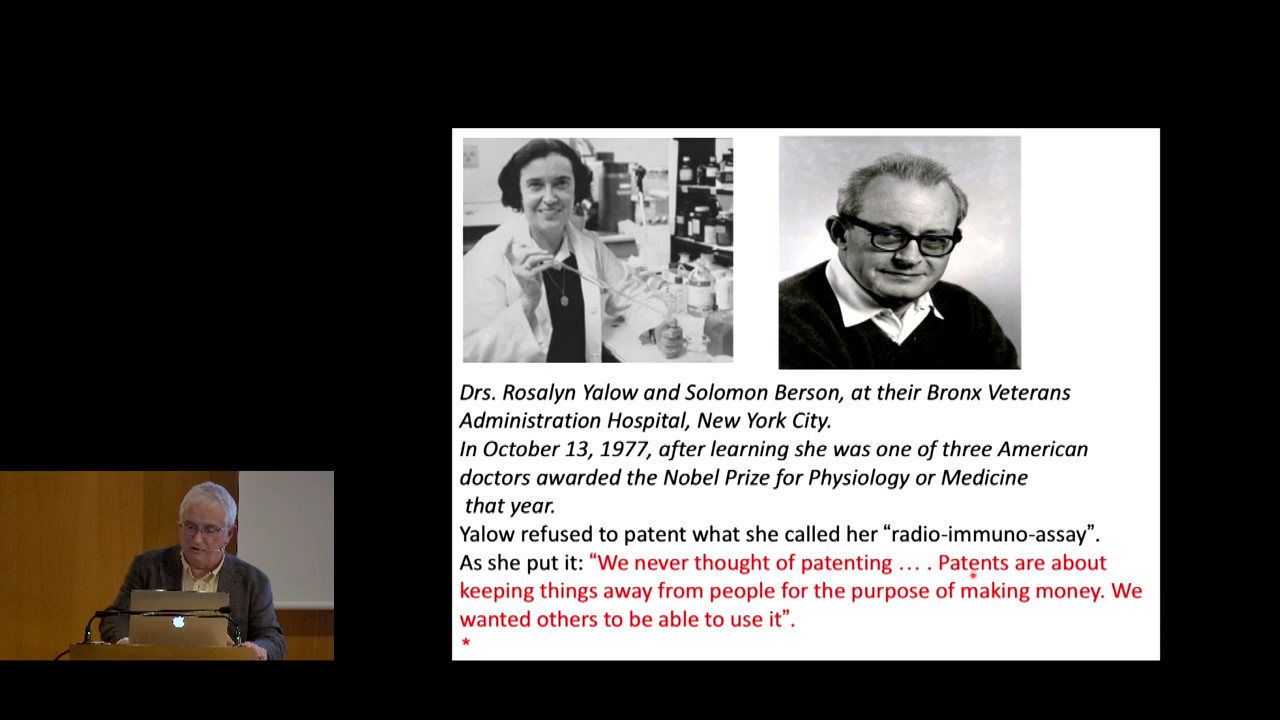 Drs. Rosalyn Yalow and Solomon Berson, at their Bronx Veterans
Administration Hospital, New York City.
In October 13, 1977, after learning she was one of three American
doctors awarded the Nobel Prize for Physiology or Medicine
that year.
Yalow refused to patent what she called her “radio-immuno-assay”.
As she put it: “We never thought of patenting … . Patents are about
keeping things away from people for the purpose of making money. We
wanted others to be able to use it”.
*